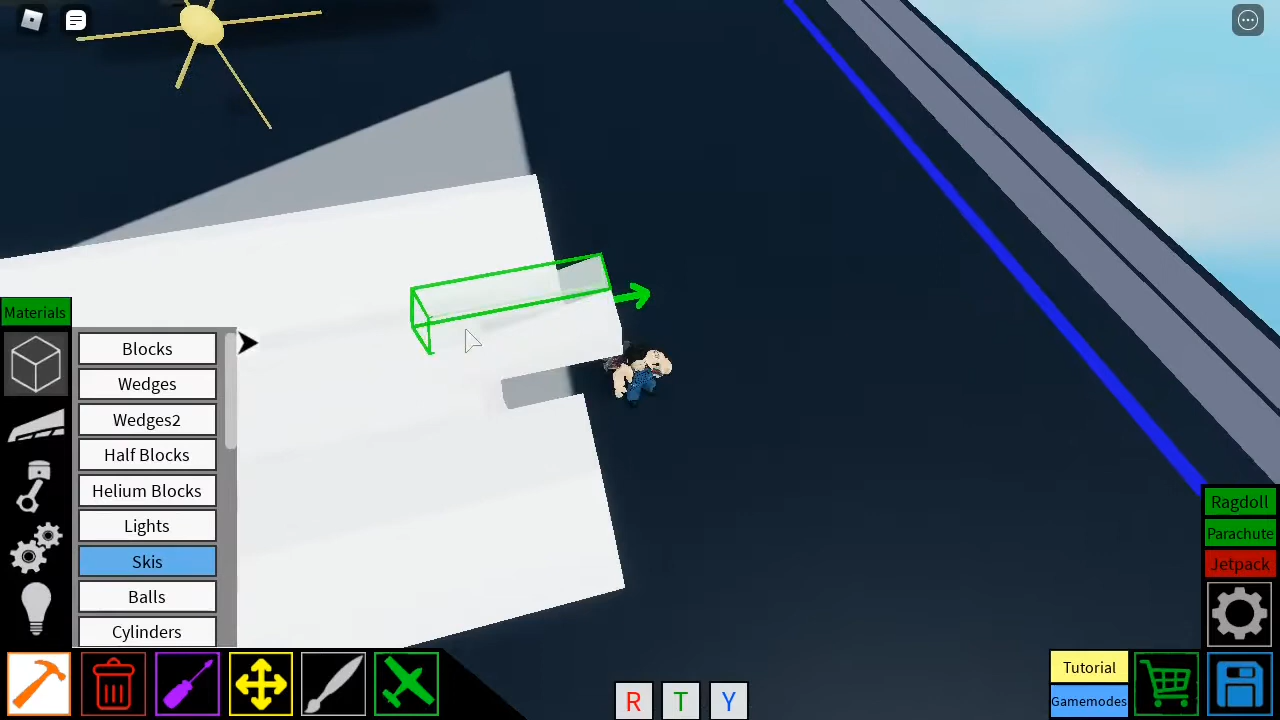 Materials
Blocks
Wedges
Wedges2
Half Blocks
Helium Blocks
Lights
Skis
Balls
Cylinders
Ragdoll
Parachute
Jetpack
Tutorial
Gamemodes
R T Y